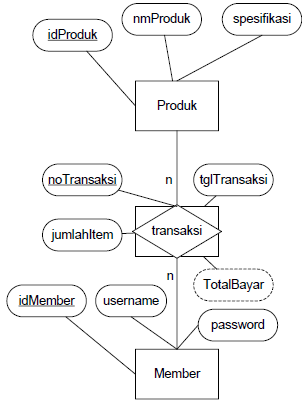 nmProduk
spesifikasi
idProduk
Produk
n
noTransaksi
tglTransaksi
jumlahItem
transaksi
n
TotalBayar
idMember
username
password
Member